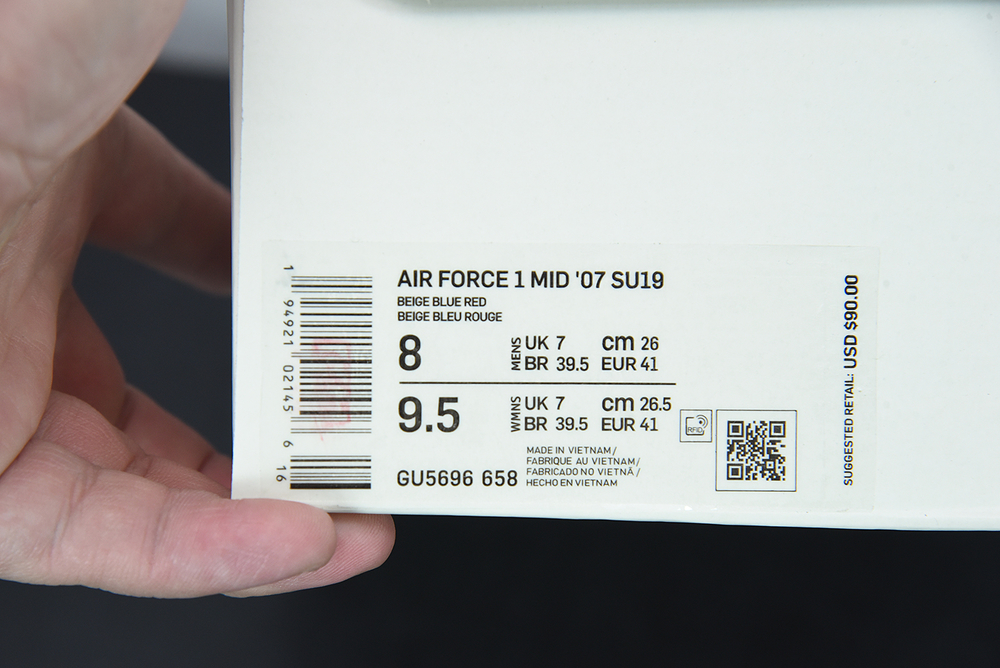 1 94921 02145 6 16
AIR FORCE 1 MID '07 SU19
BEIGE BLUE RED
BEIGE BLEU ROUGE
8
MENS
UK 7 cm 26
BR 39.5 EUR 41
9.5
WMNS
UK 7 cm 26.5
BR 39.5 EUR 41
GU5696 658
MADE IN VIETNAM/
FABRIQUE AU VIETNAM/
FABRICADO NO VIETNÃ/
HECHO EN VIETNAM
RFID
SUGGESTED RETAIL: USD $90.00